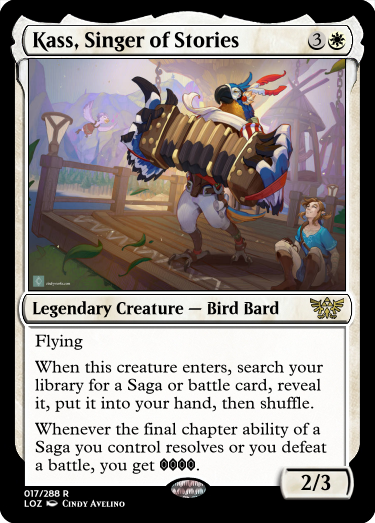 Kass, Singer of Stories 3
Legendary Creature — Bird Bard
Flying
When this creature enters, search your
library for a Saga or battle card, reveal
it, put it into your hand, then shuffle.
Whenever the final chapter ability of a
Saga you control resolves or you defeat
a battle, you get .
2/3
017/288 R
LOZ Cindy Avelino